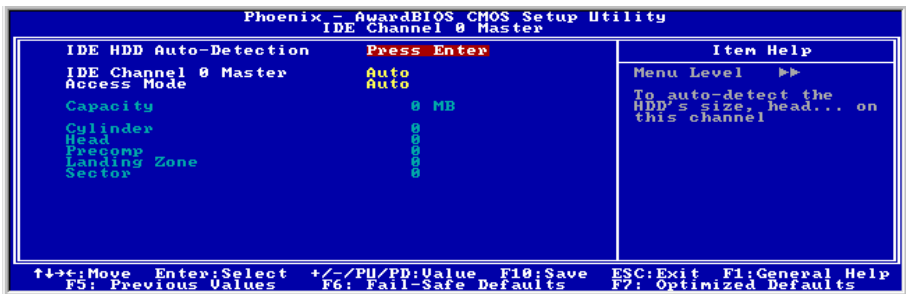 Phoenix - AwardBIOS CMOS Setup Utility
IDE Channel 0 Master
IDE HDD Auto-Detection Press Enter
Item Help
IDE Channel 0 Master Auto
Access Mode Auto
Capacity 0 MB
Cylinder 0
Head 0
Precomp 0
Landing Zone 0
Sector 0
Menu Level ▶▶
To auto-detect the
HDD's size, head... on
this channel
↑↓→←:Move Enter:Select +/-/PU/PD:Value F10:Save ESC:Exit F1:General Help
F5: Previous Values F6: Fail-Safe Defaults F7: Optimized Defaults